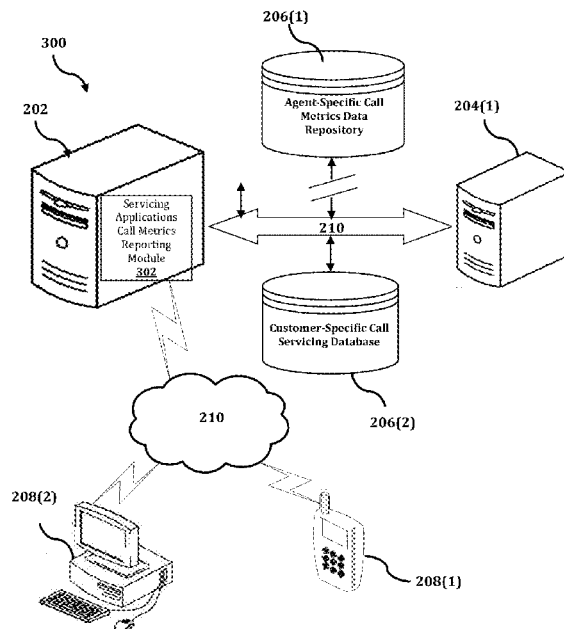 206(1)
300
202
Agent-Specific Call
Metrics Data
Repository
204(1)
Servicing
Applications
Call Metrics
Reporting
Module
302
210
Customer-Specific Call
Servicing Database
206(2)
210
208(2)
208(1)